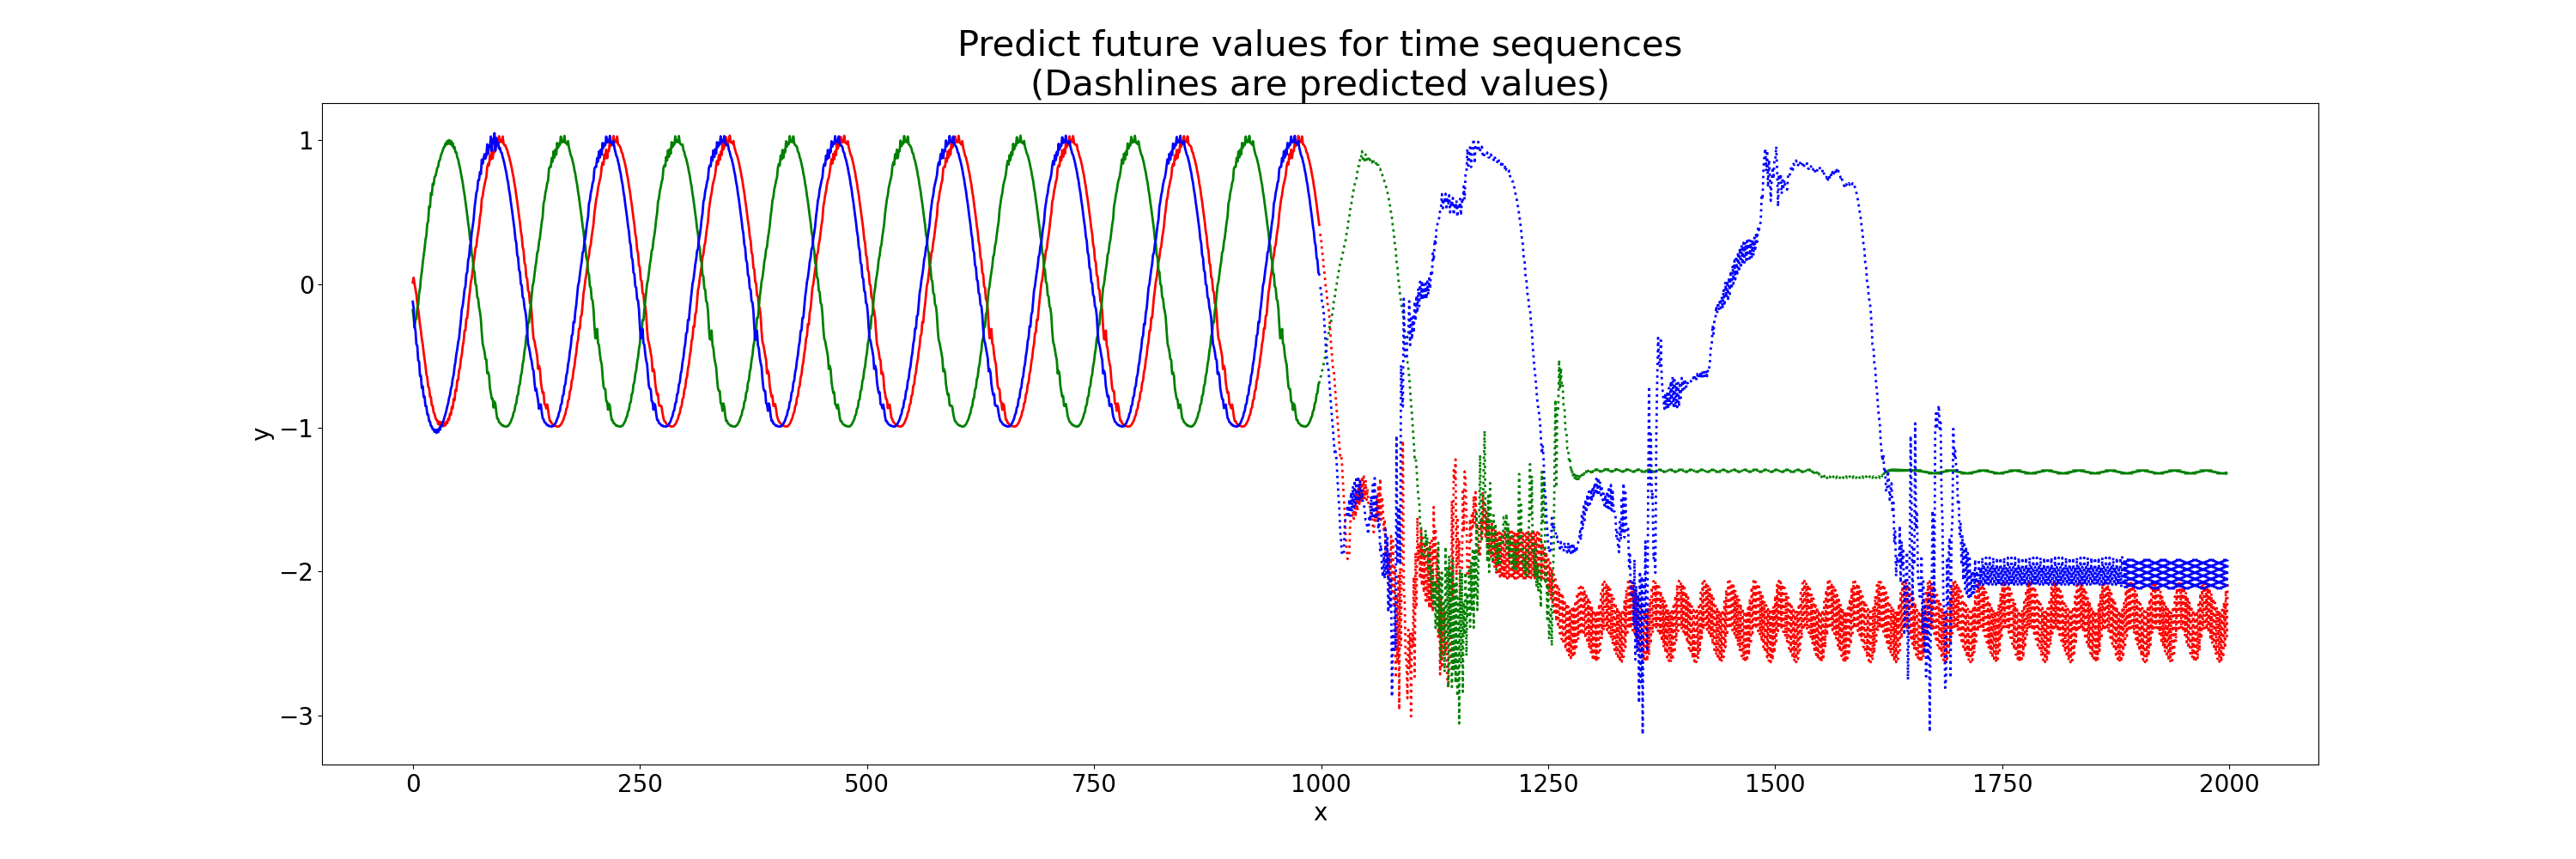 Predict future values for time sequences
(Dashlines are predicted values)
1
0
−1
−2
−3
y
0 250 500 750 1000 1250 1500 1750 2000
x